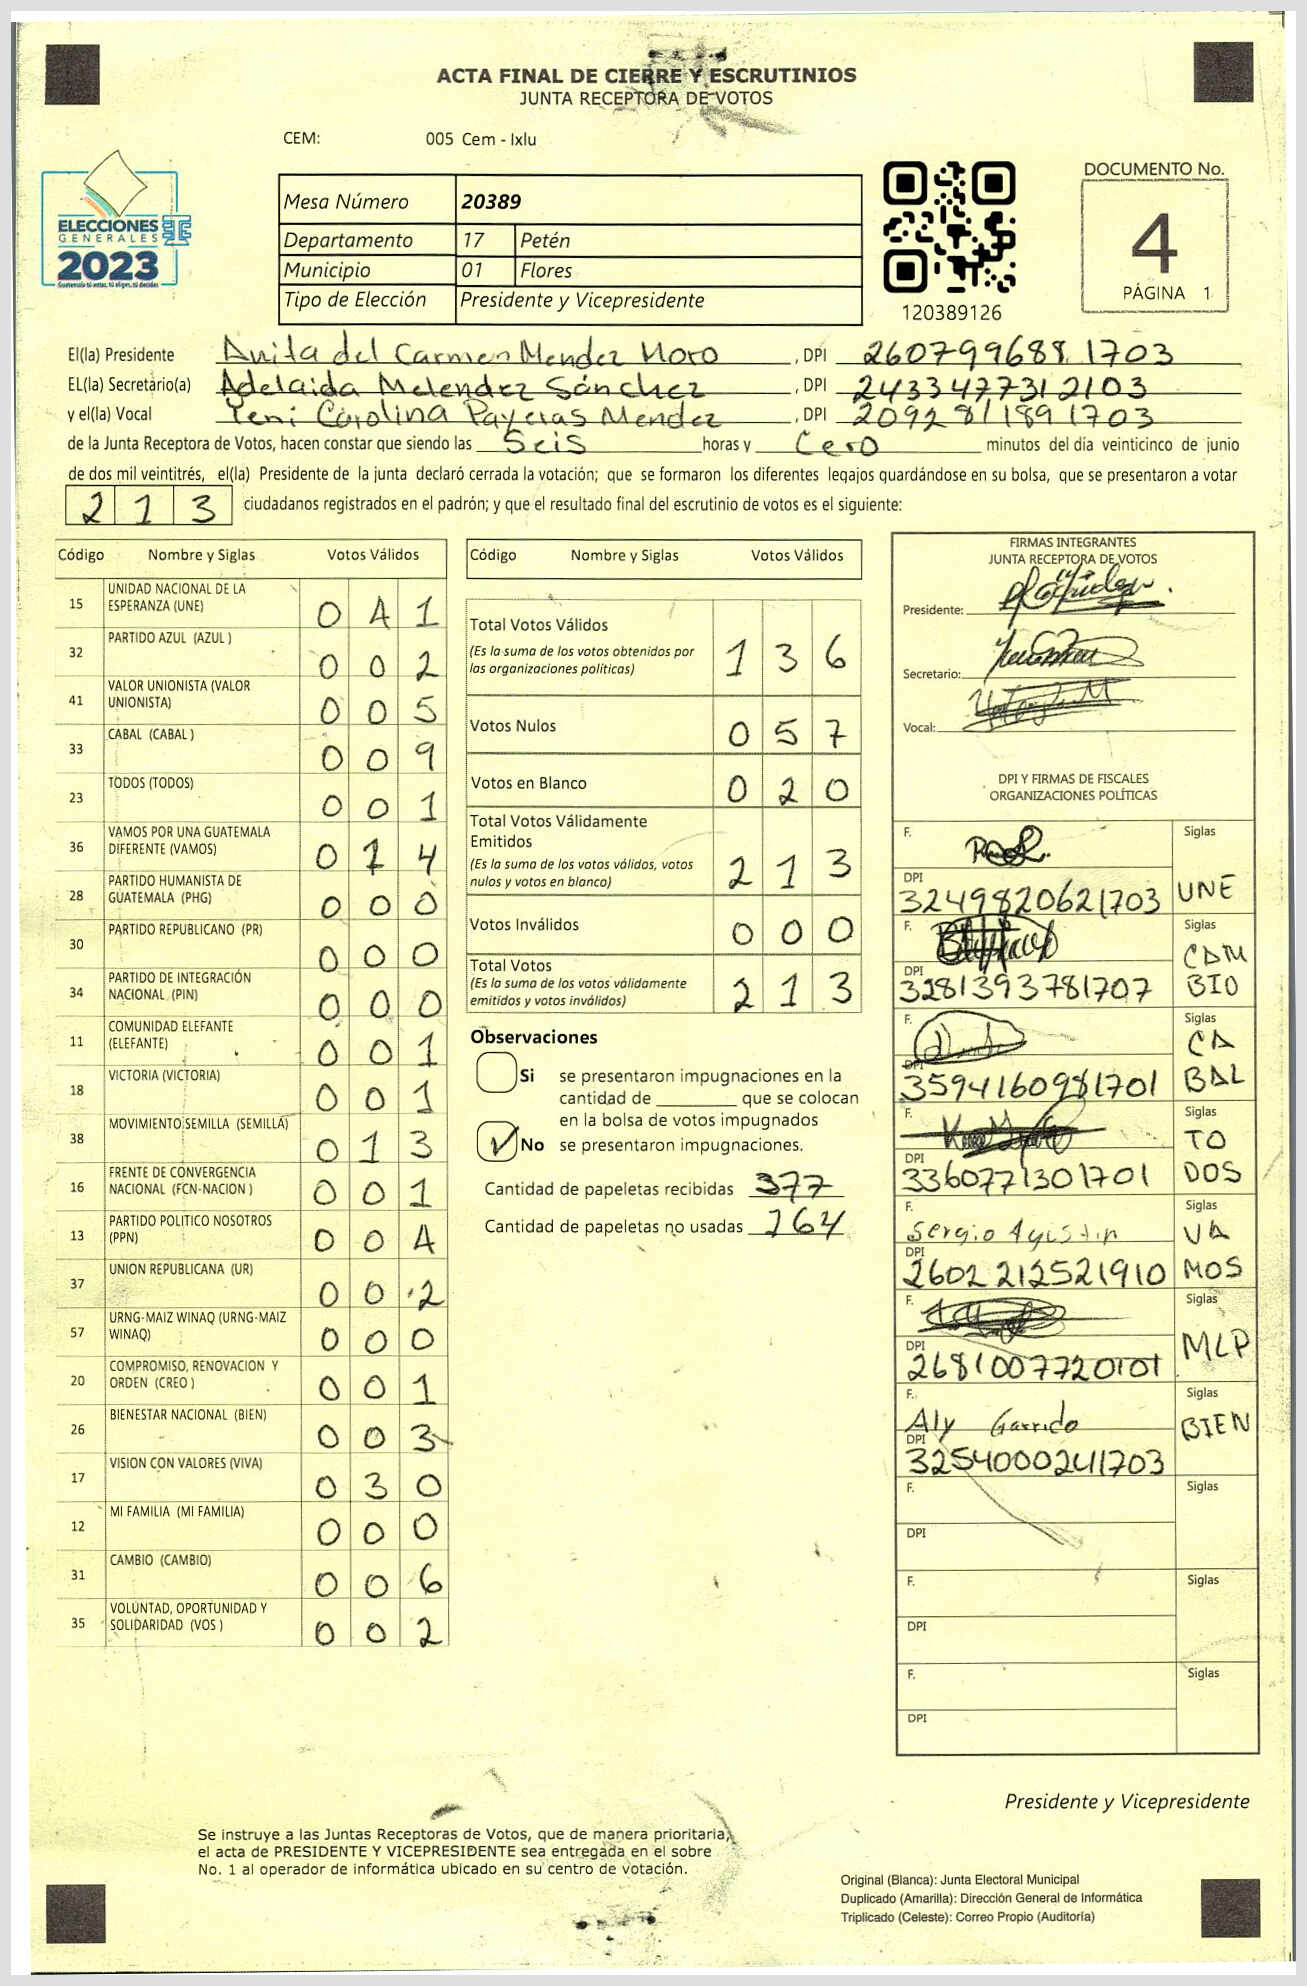 ACTA FINAL DE CIERRE Y ESCRUTINIOS
JUNTA RECEPTORA DE VOTOS
CEM: 005 Cem - Ixlu
ELECCIONES
GENERALES
2023
Guatemala tú votas, tú eliges, tú decides
Mesa Número 20389
Departamento 17 Petén
Municipio 01 Flores
Tipo de Elección Presidente y Vicepresidente
120389126
DOCUMENTO No.
4
PÁGINA 1
El(la) Presidente Anita del Carmen Mendez Moro , DPI 2607996881703
EL(la) Secretario(a) Adelaida Melendez Sánchez , DPI 2433477312103
y el(la) Vocal Yeni Carolina Payeras Mendez , DPI 2092811891703
de la Junta Receptora de Votos, hacen constar que siendo las Seis horas y Cero minutos del día veinticinco de junio
de dos mil veintitrés, el(la) Presidente de la junta declaró cerrada la votación; que se formaron los diferentes legajos quardándose en su bolsa, que se presentaron a votar
213 ciudadanos registrados en el padrón; y que el resultado final del escrutinio de votos es el siguiente:
Código Nombre y Siglas Votos Válidos
15 UNIDAD NACIONAL DE LA
ESPERANZA (UNE) 0 4 1
32 PARTIDO AZUL (AZUL ) 0 0 2
41 VALOR UNIONISTA (VALOR
UNIONISTA) 0 0 5
33 CABAL (CABAL ) 0 0 9
23 TODOS (TODOS) 0 0 1
36 VAMOS POR UNA GUATEMALA
DIFERENTE (VAMOS) 0 1 4
28 PARTIDO HUMANISTA DE
GUATEMALA (PHG) 0 0 0
30 PARTIDO REPUBLICANO (PR) 0 0 0
34 PARTIDO DE INTEGRACIÓN
NACIONAL (PIN) 0 0 0
11 COMUNIDAD ELEFANTE
(ELEFANTE) 0 0 1
18 VICTORIA (VICTORIA) 0 0 1
38 MOVIMIENTO SEMILLA (SEMILLA) 0 1 3
16 FRENTE DE CONVERGENCIA
NACIONAL (FCN-NACION ) 0 0 1
13 PARTIDO POLITICO NOSOTROS
(PPN) 0 0 4
37 UNION REPUBLICANA (UR) 0 0 2
57 URNG-MAIZ WINAQ (URNG-MAIZ
WINAQ) 0 0 0
20 COMPROMISO, RENOVACION Y
ORDEN (CREO ) 0 0 1
26 BIENESTAR NACIONAL (BIEN) 0 0 3
17 VISION CON VALORES (VIVA) 0 3 0
12 MI FAMILIA (MI FAMILIA) 0 0 0
31 CAMBIO (CAMBIO) 0 0 6
35 VOLUNTAD, OPORTUNIDAD Y
SOLIDARIDAD (VOS ) 0 0 2
Código Nombre y Siglas Votos Válidos
Total Votos Válidos
(Es la suma de los votos obtenidos por
las organizaciones políticas) 1 3 6
Votos Nulos 0 5 7
Votos en Blanco 0 2 0
Total Votos Válidamente
Emitidos
(Es la suma de los votos válidos, votos
nulos y votos en blanco) 2 1 3
Votos Inválidos 0 0 0
Total Votos
(Es la suma de los votos válidamente
emitidos y votos inválidos) 2 1 3
Observaciones
Si se presentaron impugnaciones en la
cantidad de ________ que se colocan
en la bolsa de votos impugnados
No se presentaron impugnaciones.
Cantidad de papeletas recibidas 377
Cantidad de papeletas no usadas 164
FIRMAS INTEGRANTES
JUNTA RECEPTORA DE VOTOS
Presidente:
Secretario:
Vocal:
DPI Y FIRMAS DE FISCALES
ORGANIZACIONES POLÍTICAS
F. Siglas
DPI
3249820621703 UNE
F. Siglas
DPI CAM
3281393781707 BIO
F. Siglas
DPI CA
3594160981701 BAL
F. Siglas
DPI TO
3360771301701 DOS
F. Siglas
Sergio Agustin VA
DPI
2602212521910 MOS
F. Siglas
DPI MLP
2681007720101
F. Siglas
Aly Garrido BIEN
DPI
3254000241703
F. Siglas
DPI
F. Siglas
DPI
F. Siglas
DPI
Presidente y Vicepresidente
Se instruye a las Juntas Receptoras de Votos, que de manera prioritaria,
el acta de PRESIDENTE Y VICEPRESIDENTE sea entregada en el sobre
No. 1 al operador de informática ubicado en su centro de votación.
Original (Blanca): Junta Electoral Municipal
Duplicado (Amarilla): Dirección General de Informática
Triplicado (Celeste): Correo Propio (Auditoría)